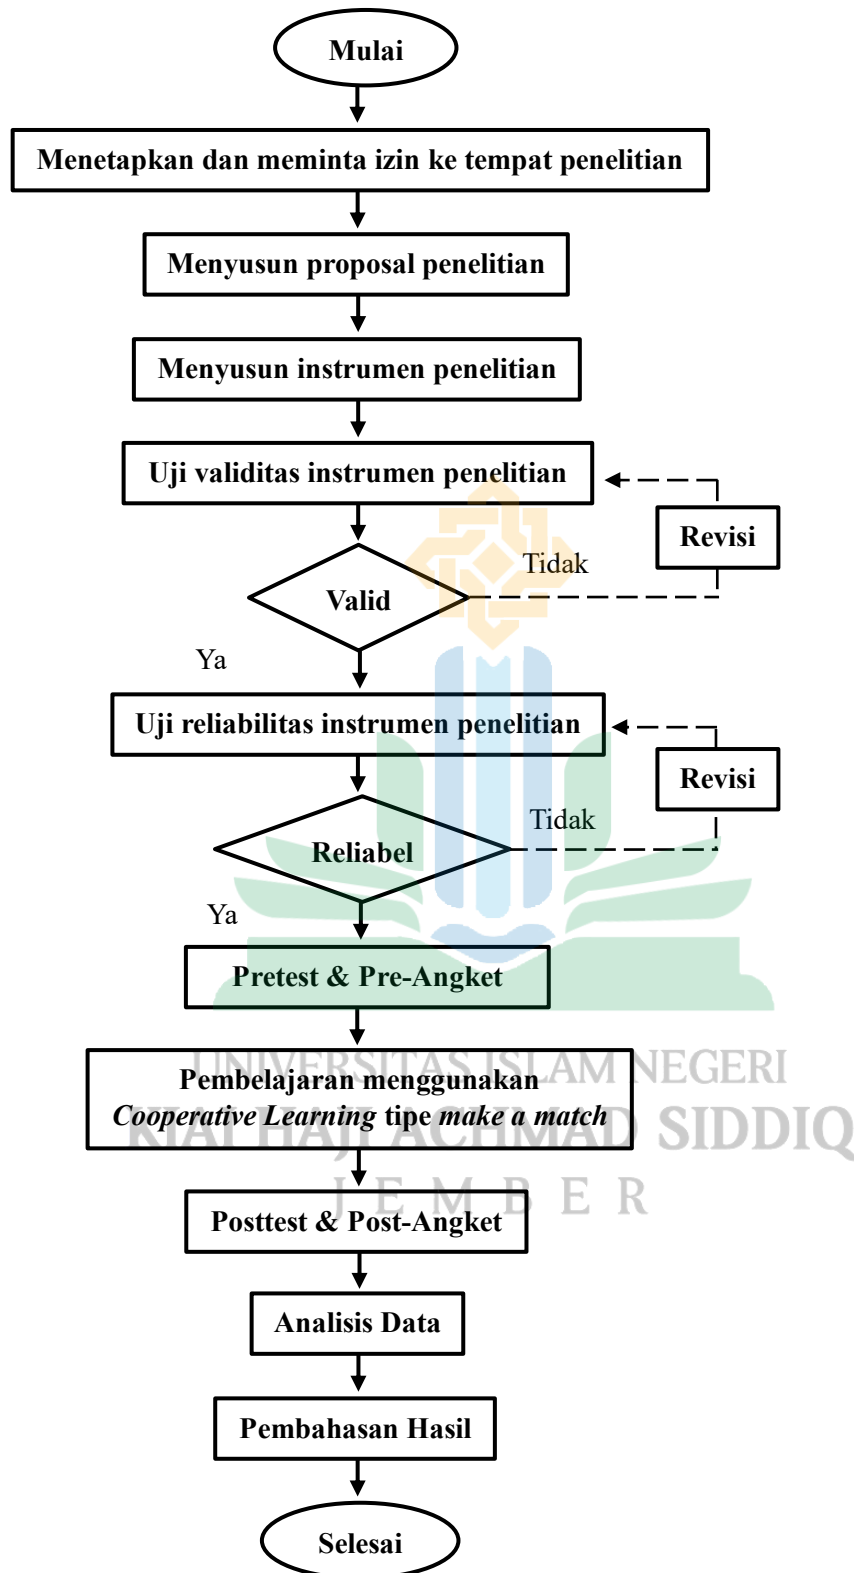 Mulai
Menetapkan dan meminta izin ke tempat penelitian
Menyusun proposal penelitian
Menyusun instrumen penelitian
Uji validitas instrumen penelitian
Revisi
Tidak
Valid
Ya
Uji reliabilitas instrumen penelitian
Revisi
Tidak
Reliabel
Ya
Pretest & Pre-Angket
UNIVERSITAS ISLAM NEGERI
Pembelajaran menggunakan
Cooperative Learning tipe make a match
KIAI HAJI ACHMAD SIDDIQ
JEMBER
Posttest & Post-Angket
Analisis Data
Pembahasan Hasil
Selesai